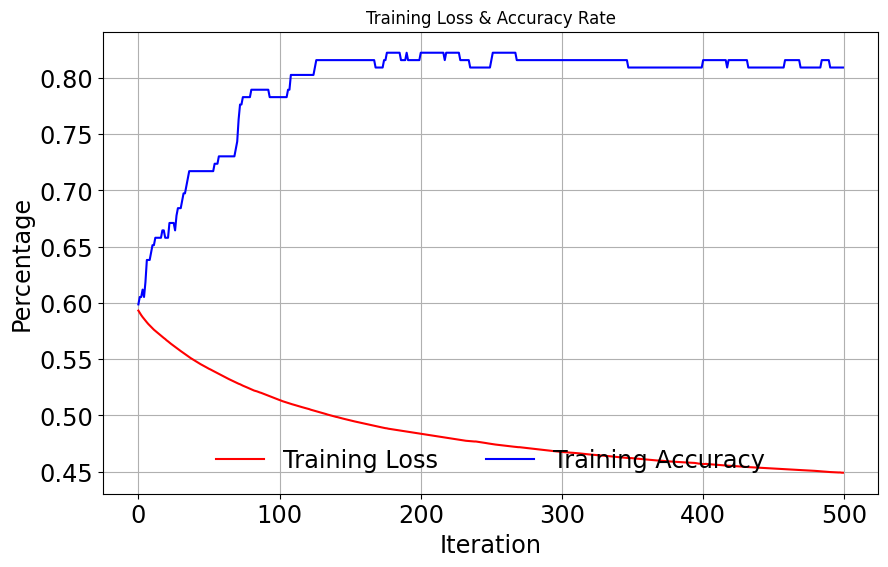 Training Loss & Accuracy Rate
Percentage
0.80
0.75
0.70
0.65
0.60
0.55
0.50
0.45
Training Loss
Training Accuracy
0 100 200 300 400 500
Iteration